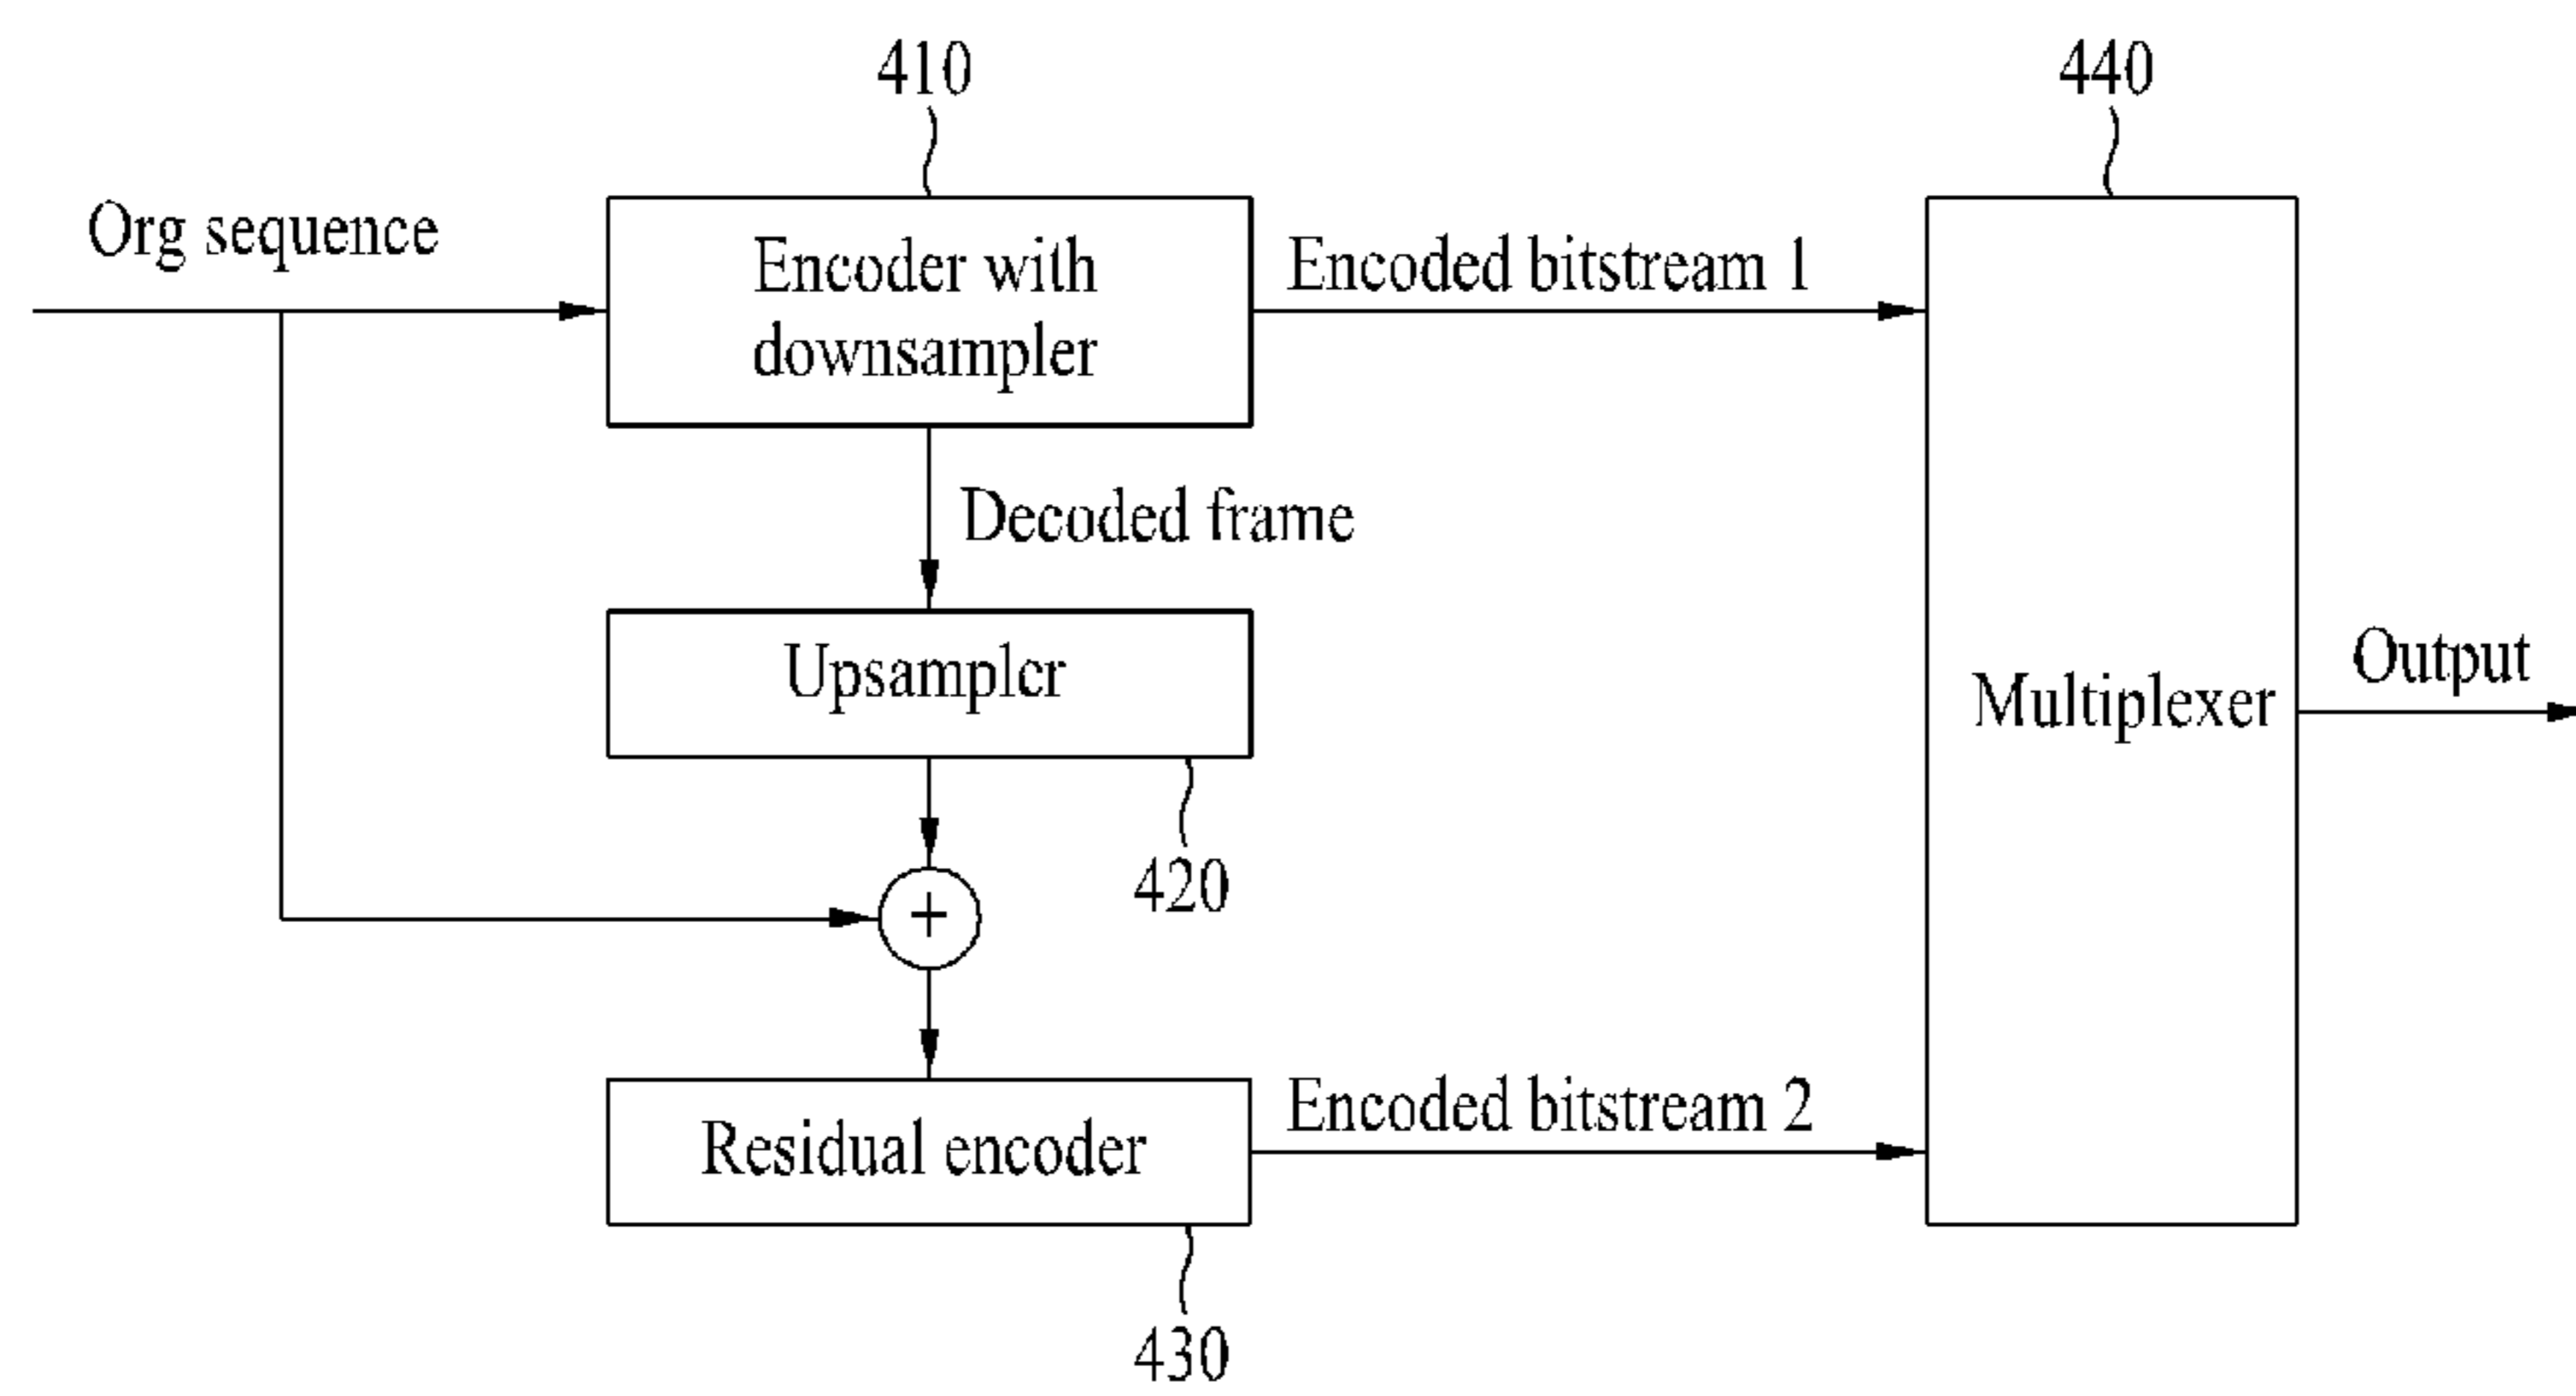 410
440
Org sequence
Encoder with
downsampler
Encoded bitstream 1
Decoded frame
Upsampler
Output
Multiplexer
420
+
Encoded bitstream 2
Residual encoder
430